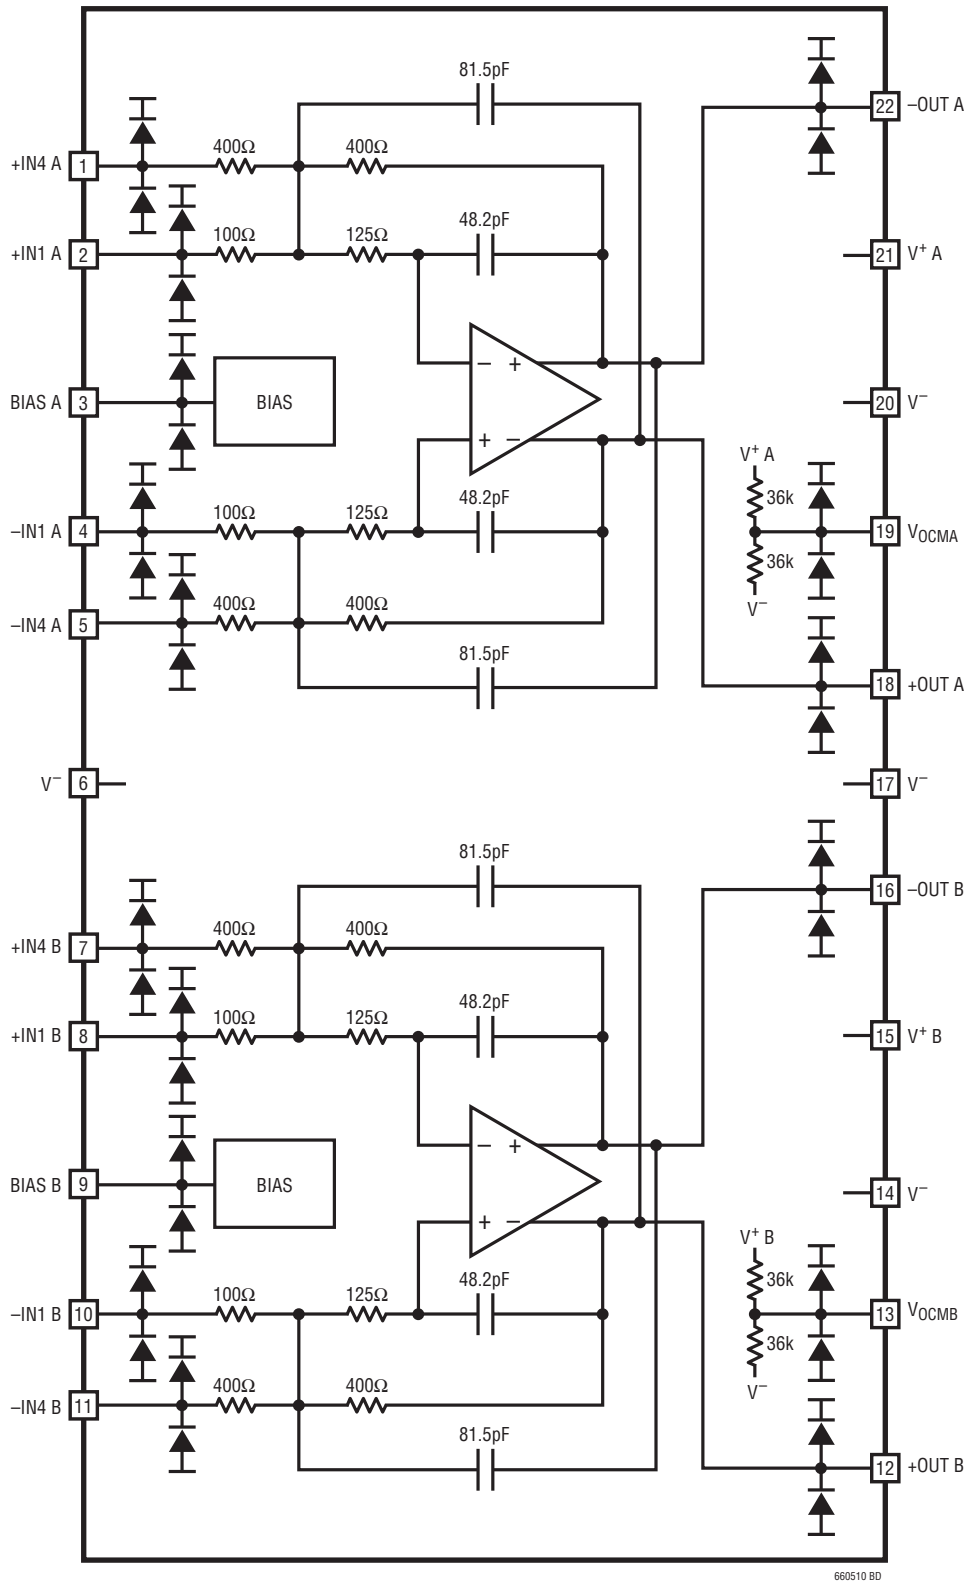 81.5pF
22 –OUT A
400Ω 400Ω
+IN4 A 1
48.2pF
100Ω 125Ω
+IN1 A 2
21 V+ A
– +
BIAS A 3 BIAS
20 V–
+ –
V+ A
48.2pF
36k
100Ω 125Ω
–IN1 A 4
19 VOCMA
36k
V–
400Ω 400Ω
–IN4 A 5
81.5pF
18 +OUT A
V– 6
17 V–
81.5pF
16 –OUT B
400Ω 400Ω
+IN4 B 7
48.2pF
100Ω 125Ω
+IN1 B 8
15 V+ B
– +
BIAS B 9 BIAS
14 V–
+ –
V+ B
48.2pF
36k
100Ω 125Ω
–IN1 B 10
13 VOCMB
36k
V–
400Ω 400Ω
–IN4 B 11
81.5pF
12 +OUT B
660510 BD